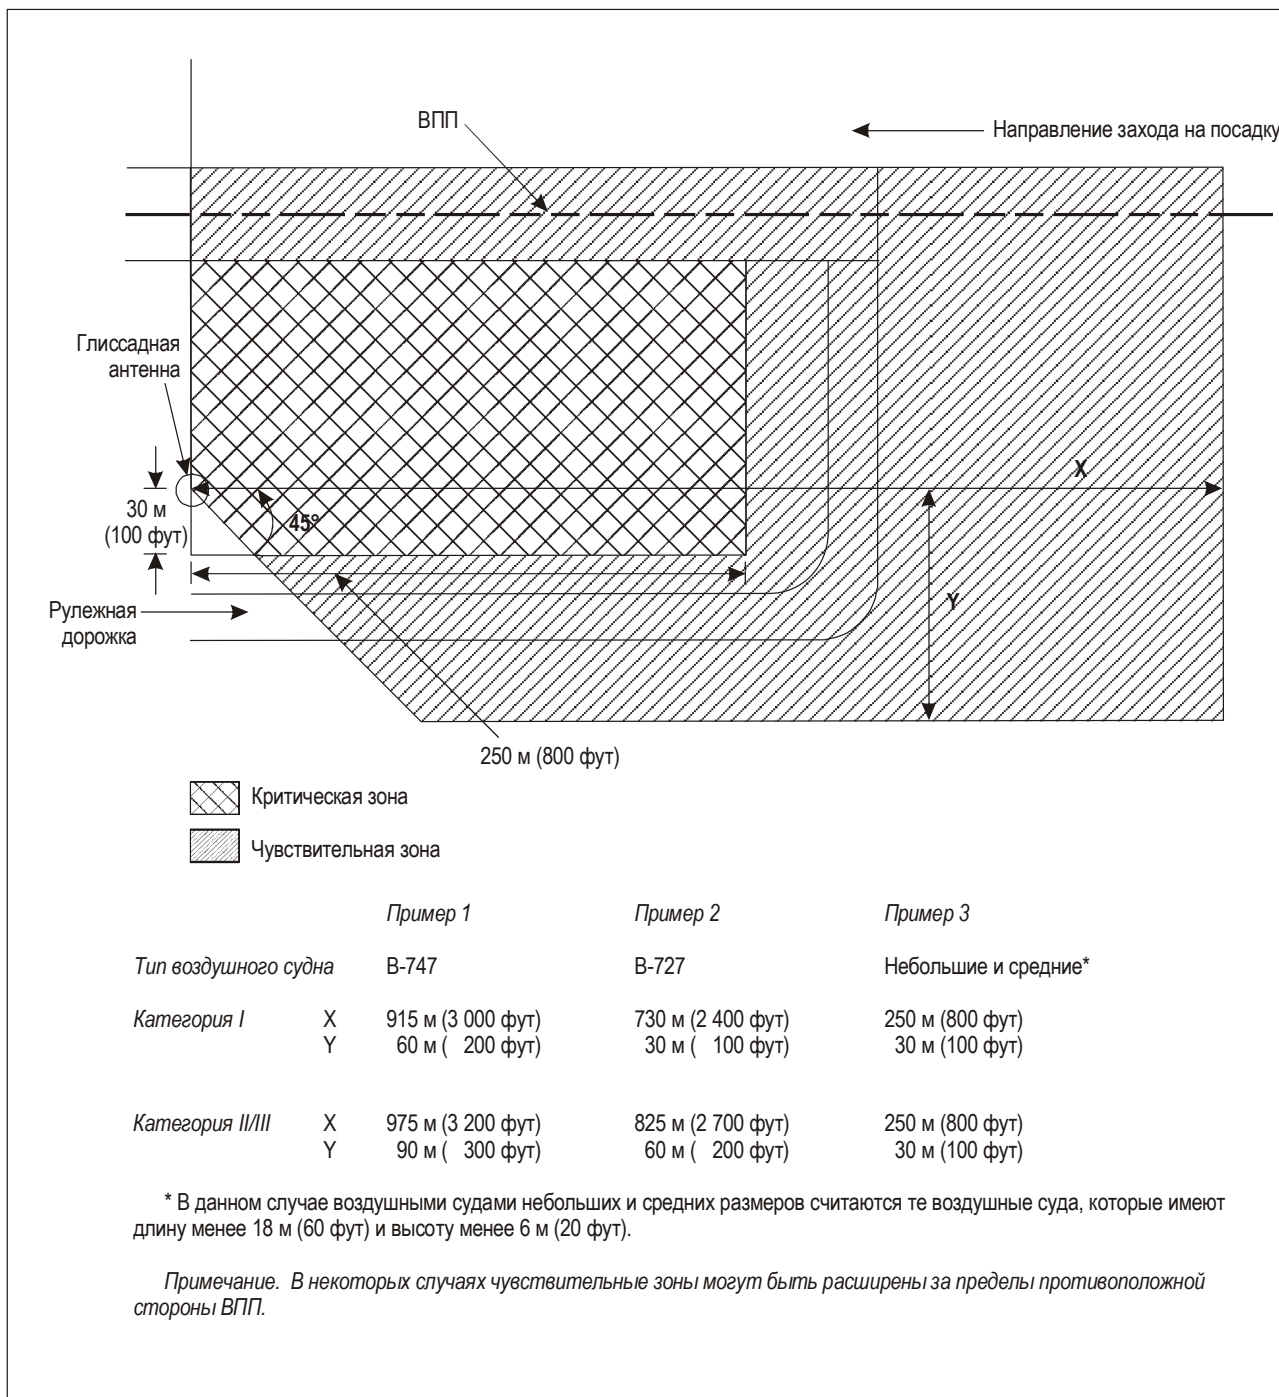 ВПП
Направление захода на посадку
Глиссадная
антенна
X
30 м
(100 фут)
45°
Рулежная
дорожка
Y
250 м (800 фут)
Критическая зона
Чувствительная зона
Пример 1 Пример 2 Пример 3
Тип воздушного судна B-747 B-727 Небольшие и средние*
Категория I X 915 м (3 000 фут) 730 м (2 400 фут) 250 м (800 фут)
Y 60 м ( 200 фут) 30 м ( 100 фут) 30 м (100 фут)
Категория II/III X 975 м (3 200 фут) 825 м (2 700 фут) 250 м (800 фут)
Y 90 м ( 300 фут) 60 м ( 200 фут) 30 м (100 фут)
* В данном случае воздушными судами небольших и средних размеров считаются те воздушные суда, которые имеют
длину менее 18 м (60 фут) и высоту менее 6 м (20 фут).
Примечание. В некоторых случаях чувствительные зоны могут быть расширены за пределы противоположной
стороны ВПП.